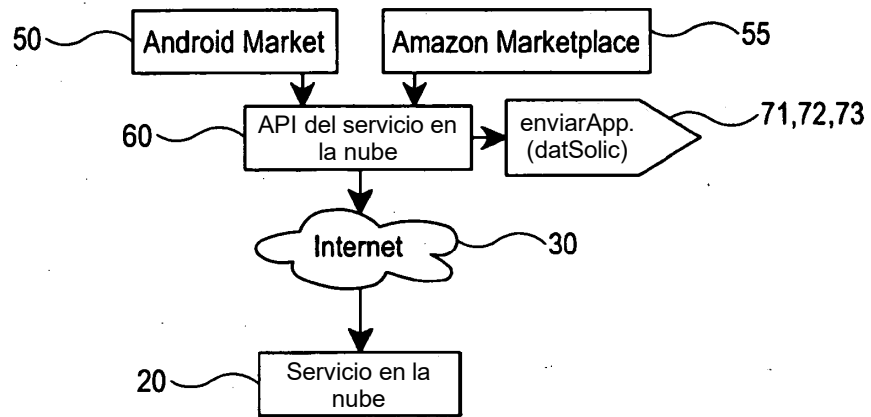 50
Android Market
Amazon Marketplace
55
60
API del servicio en
la nube
enviarApp.
(datSolic)
71,72,73
Internet
30
20
Servicio en la
nube